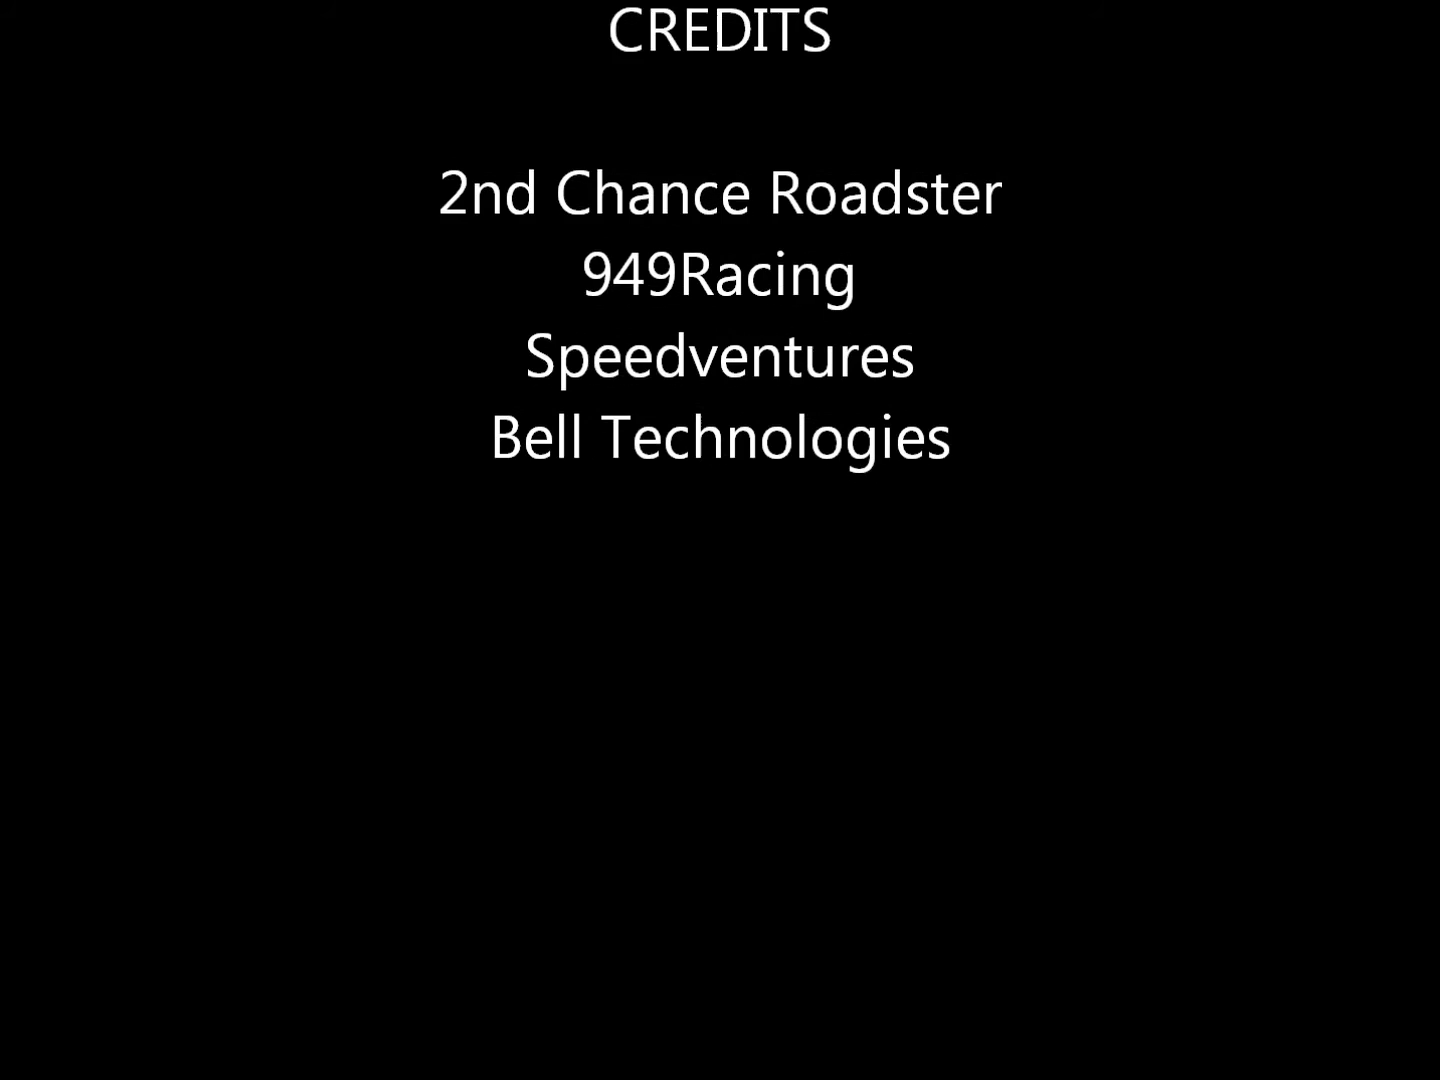 CREDITS
2nd Chance Roadster
949Racing
Speedventures
Bell Technologies